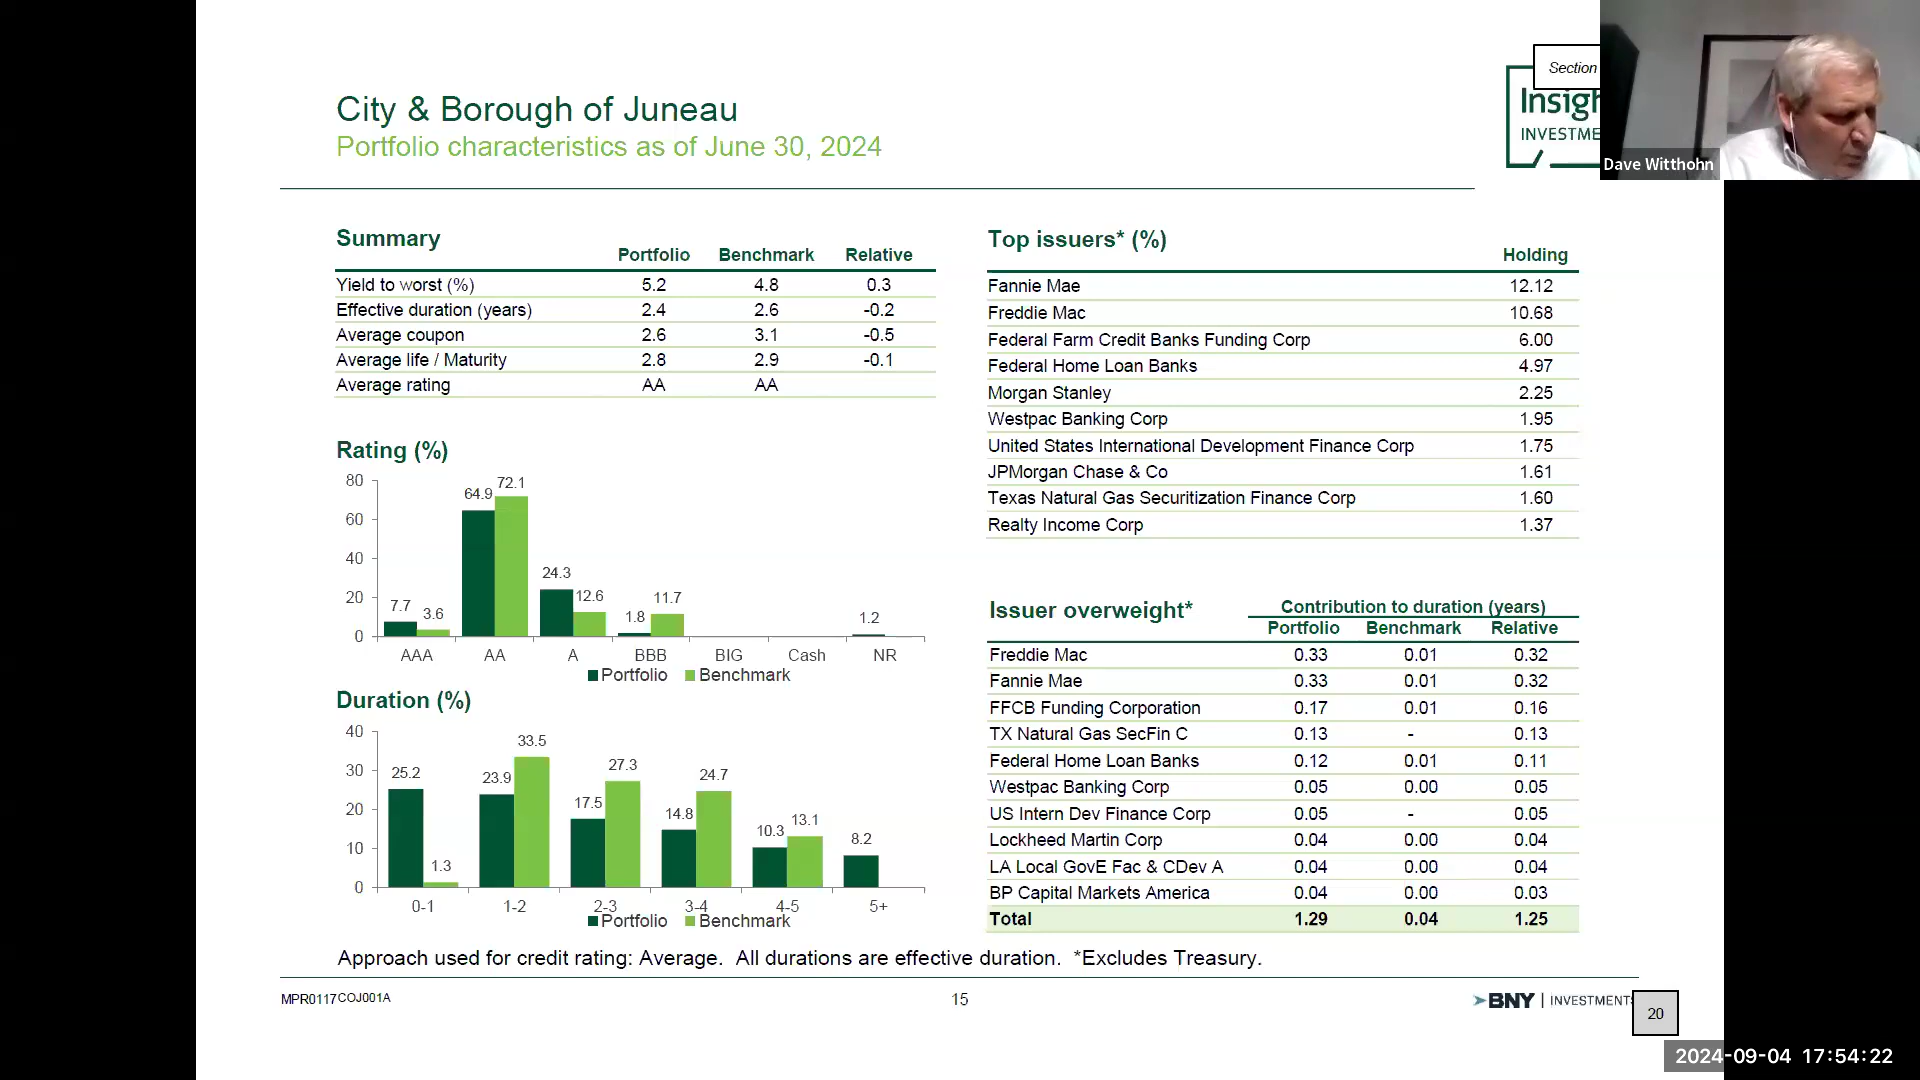 Section
Insigh
INVESTME
Dave Witthohn
City & Borough of Juneau
Portfolio characteristics as of June 30, 2024
Summary
Portfolio Benchmark Relative
Yield to worst (%) 5.2 4.8 0.3
Effective duration (years) 2.4 2.6 -0.2
Average coupon 2.6 3.1 -0.5
Average life / Maturity 2.8 2.9 -0.1
Average rating AA AA
Rating (%)
80
60
40
20
0
7.7 3.6 64.9 72.1 24.3 12.6 1.8 11.7 1.2
AAA AA A BBB BIG Cash NR
Portfolio Benchmark
Duration (%)
40
30
20
10
0
25.2 1.3 23.9 33.5 17.5 27.3 14.8 24.7 10.3 13.1 8.2
0-1 1-2 2-3 3-4 4-5 5+
Portfolio Benchmark
Top issuers* (%)
Holding
Fannie Mae 12.12
Freddie Mac 10.68
Federal Farm Credit Banks Funding Corp 6.00
Federal Home Loan Banks 4.97
Morgan Stanley 2.25
Westpac Banking Corp 1.95
United States International Development Finance Corp 1.75
JPMorgan Chase & Co 1.61
Texas Natural Gas Securitization Finance Corp 1.60
Realty Income Corp 1.37
Issuer overweight*
Contribution to duration (years)
Portfolio Benchmark Relative
Freddie Mac 0.33 0.01 0.32
Fannie Mae 0.33 0.01 0.32
FFCB Funding Corporation 0.17 0.01 0.16
TX Natural Gas SecFin C 0.13 - 0.13
Federal Home Loan Banks 0.12 0.01 0.11
Westpac Banking Corp 0.05 0.00 0.05
US Intern Dev Finance Corp 0.05 - 0.05
Lockheed Martin Corp 0.04 0.00 0.04
LA Local GovE Fac & CDev A 0.04 0.00 0.04
BP Capital Markets America 0.04 0.00 0.03
Total 1.29 0.04 1.25
Approach used for credit rating: Average. All durations are effective duration. *Excludes Treasury.
MPR0117COJ001A
15
BNY | INVESTMENTS
20
2024-09-04 17:54:22